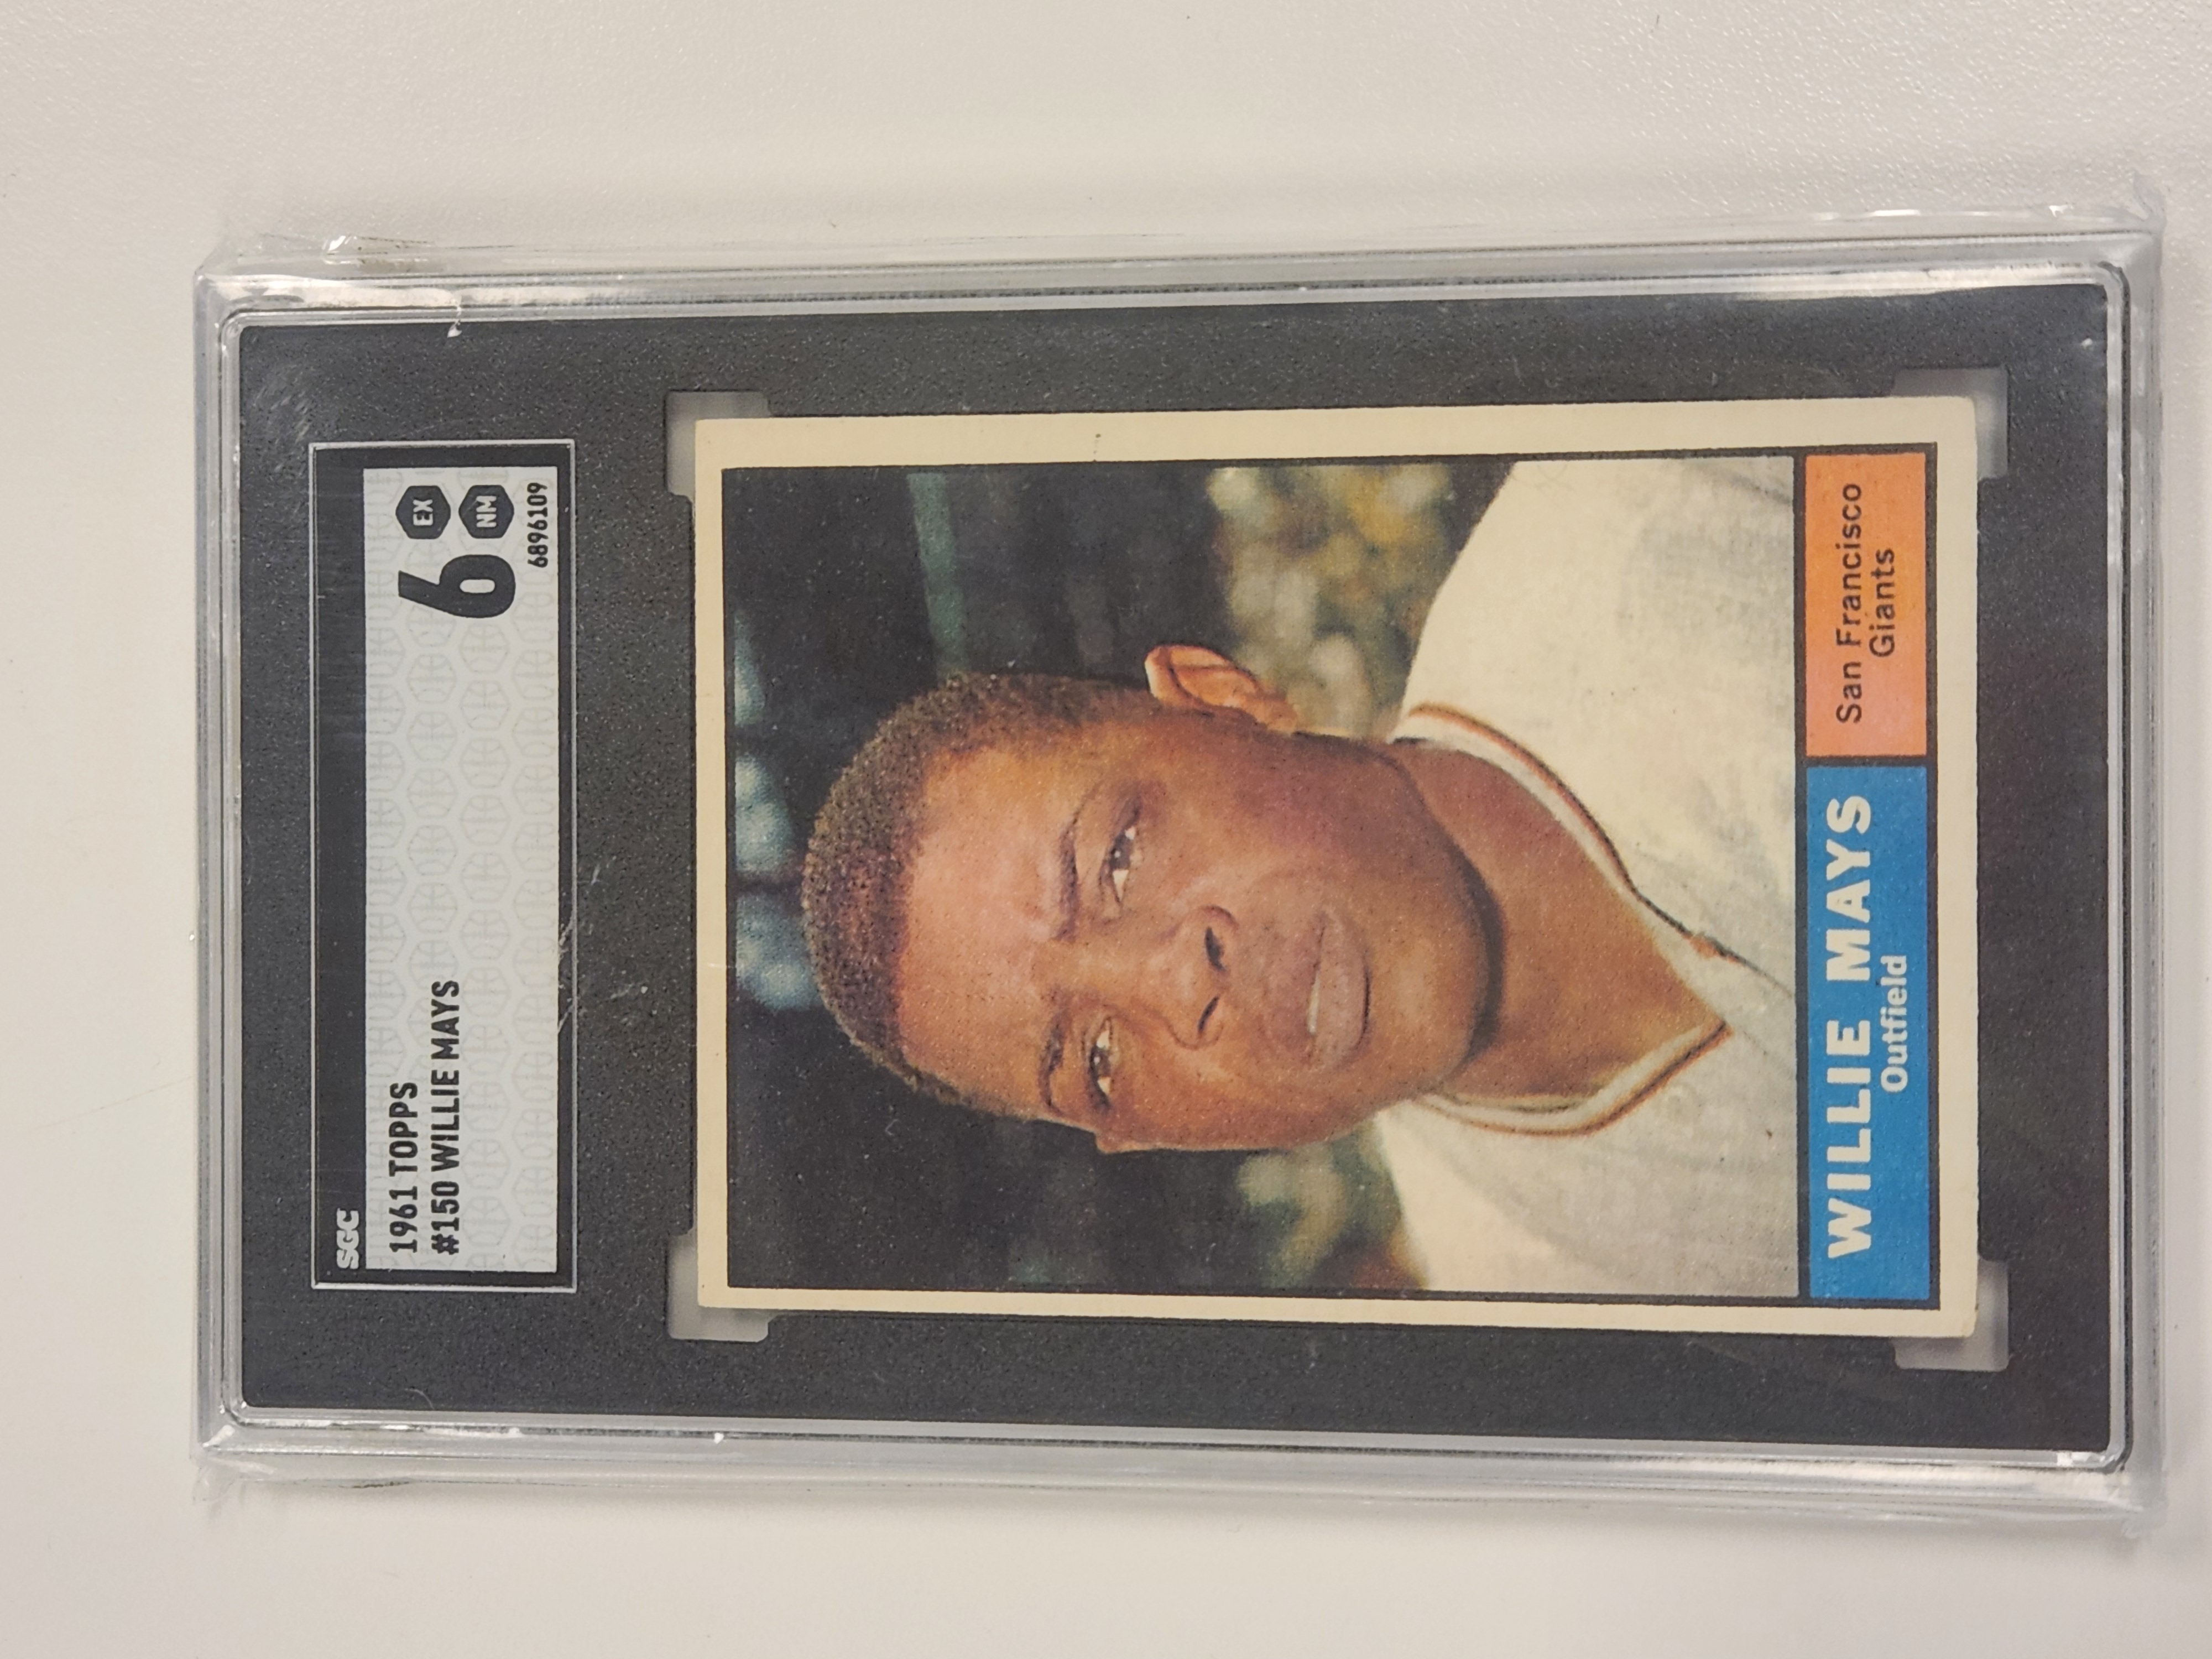 SGC
1961 TOPPS
#150 WILLIE MAYS
6
EX
NM
6896109
WILLIE MAYS
Outfield
San Francisco
Giants